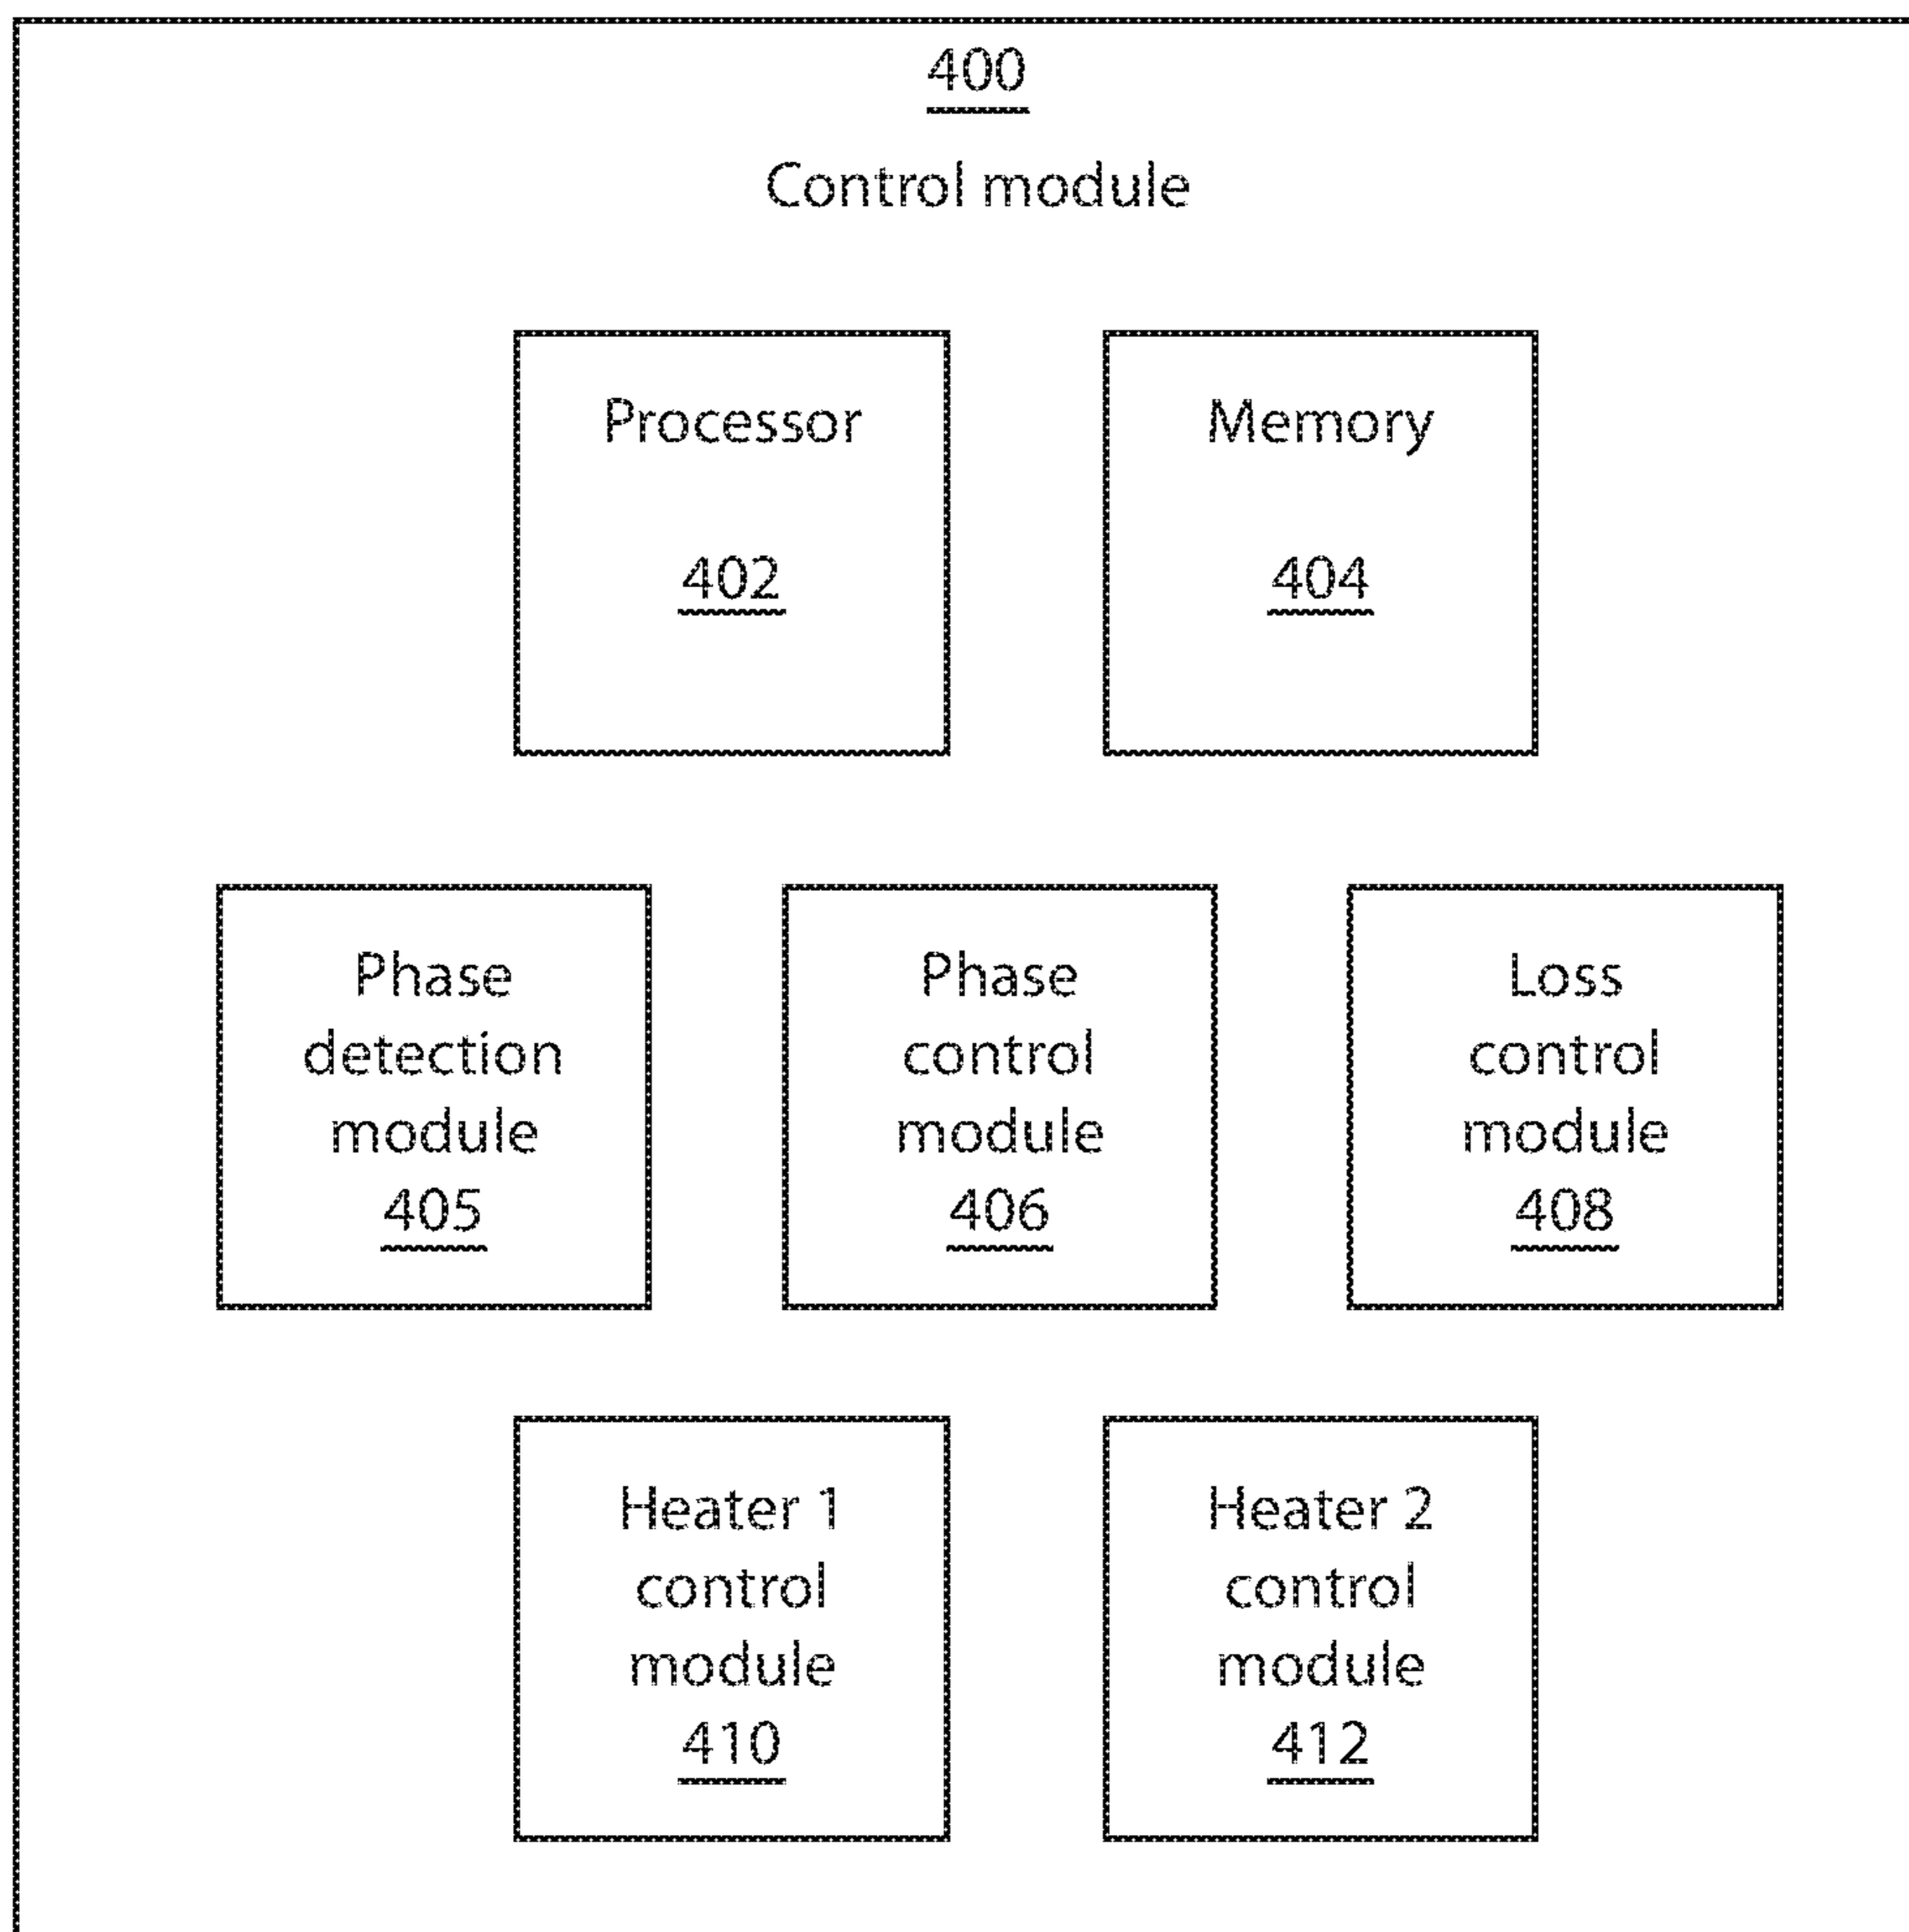 400
Control module
Processor
402
Memory
404
Phase
detection
module
405
Phase
control
module
406
Loss
control
module
408
Heater 1
control
module
410
Heater 2
control
module
412